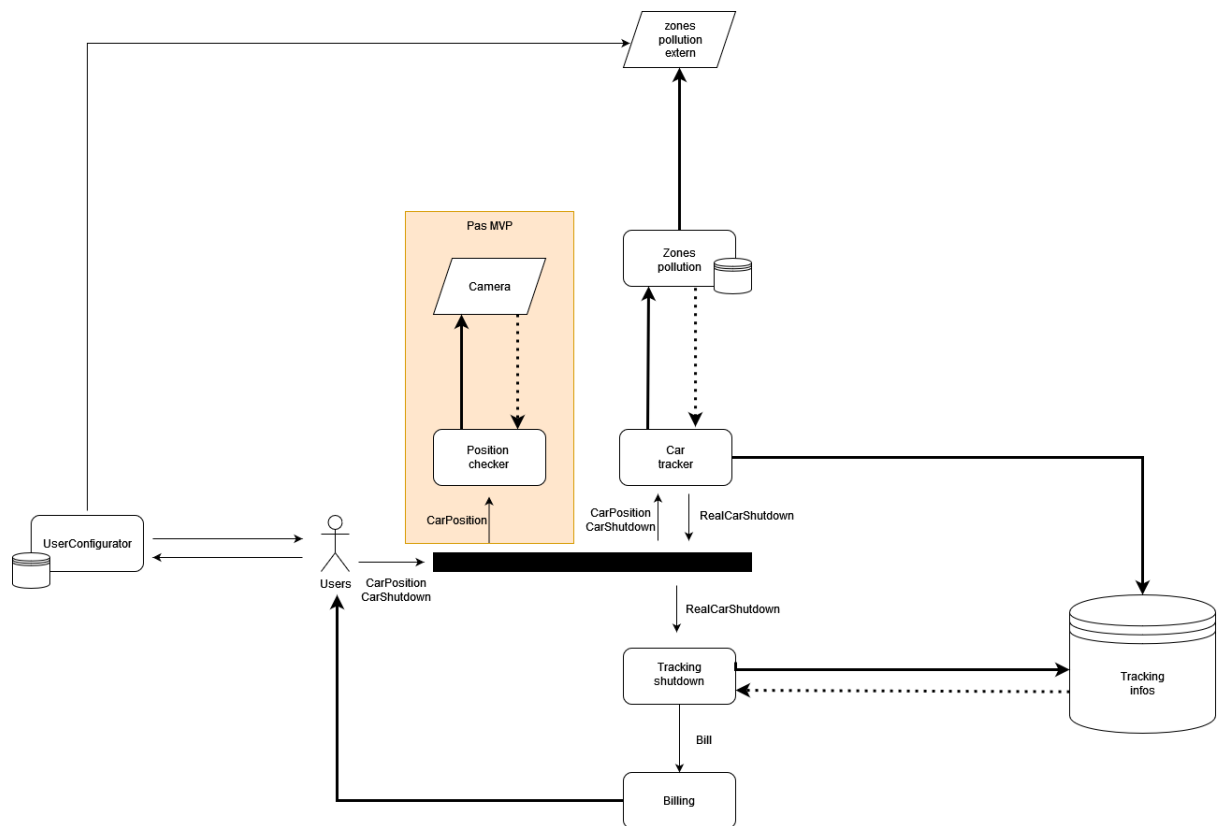 zones
pollution
extern
Pas MVP
Zones
pollution
Camera
Position
checker
Car
tracker
CarPosition
CarPosition
CarShutdown
RealCarShutdown
UserConfigurator
Users
CarPosition
CarShutdown
RealCarShutdown
Tracking
shutdown
Tracking
infos
Bill
Billing